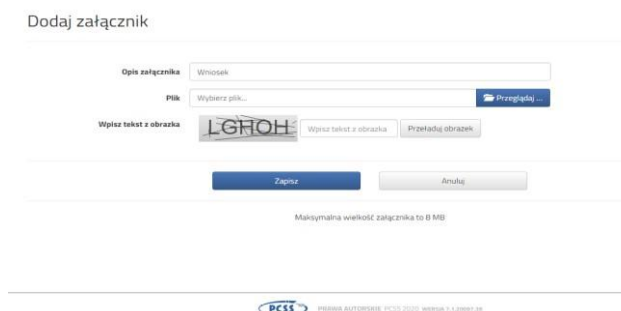 Dodaj załącznik
Opis załącznika Wniosek
Plik Wybierz plik... Przeglądaj ...
Wpisz tekst z obrazka LGHOH Wpisz tekst z obrazka Przeładuj obrazek
Zapisz Anuluj
Maksymalna wielkość załącznika to 8 MB
PCSS PRAWA AUTORSKIE PCSS 2020